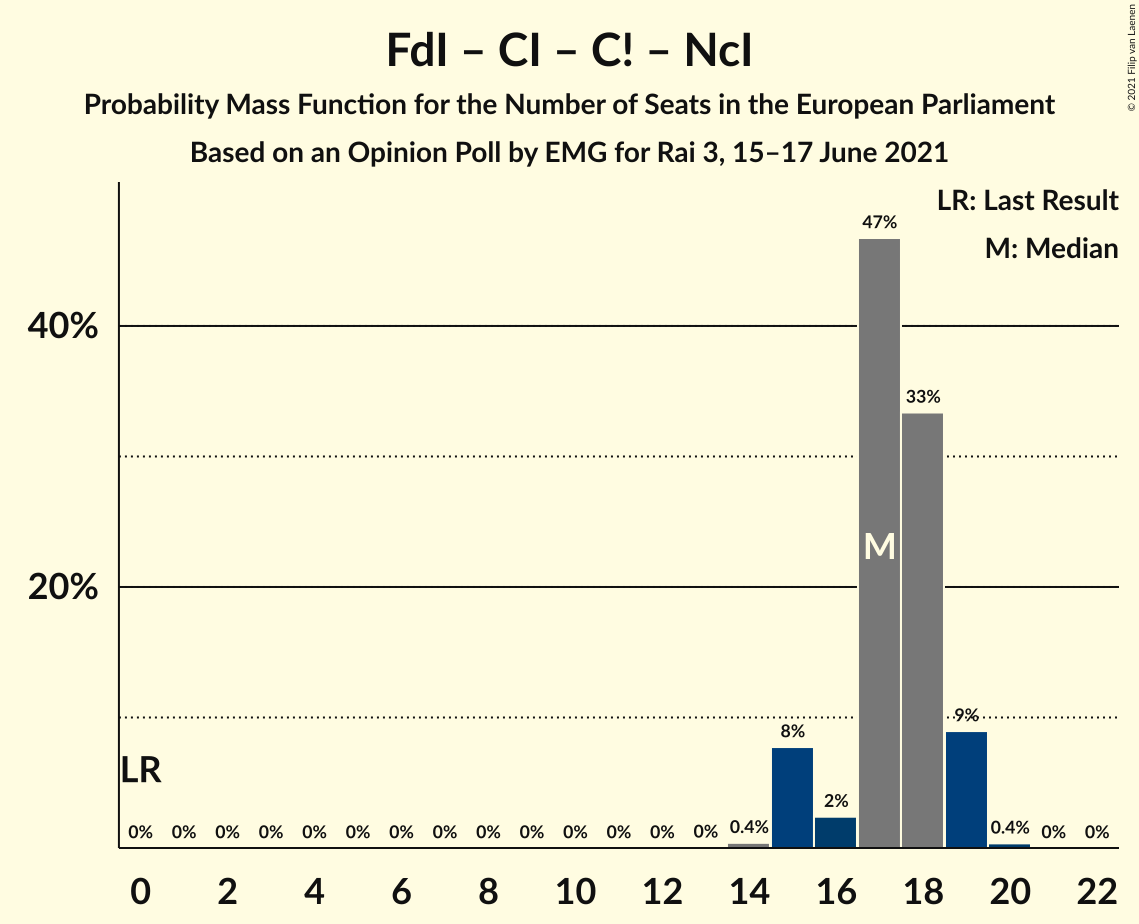 FdI – CI – C! – NcI
Probability Mass Function for the Number of Seats in the European Parliament
Based on an Opinion Poll by EMG for Rai 3, 15–17 June 2021
© 2021 Filip van Laenen
LR: Last Result
M: Median
47%
40%
33%
M
20%
9%
8%
LR
2%
0% 0% 0% 0% 0% 0% 0% 0% 0% 0% 0% 0% 0% 0% 0.4% 0.4% 0% 0%
0 2 4 6 8 10 12 14 16 18 20 22